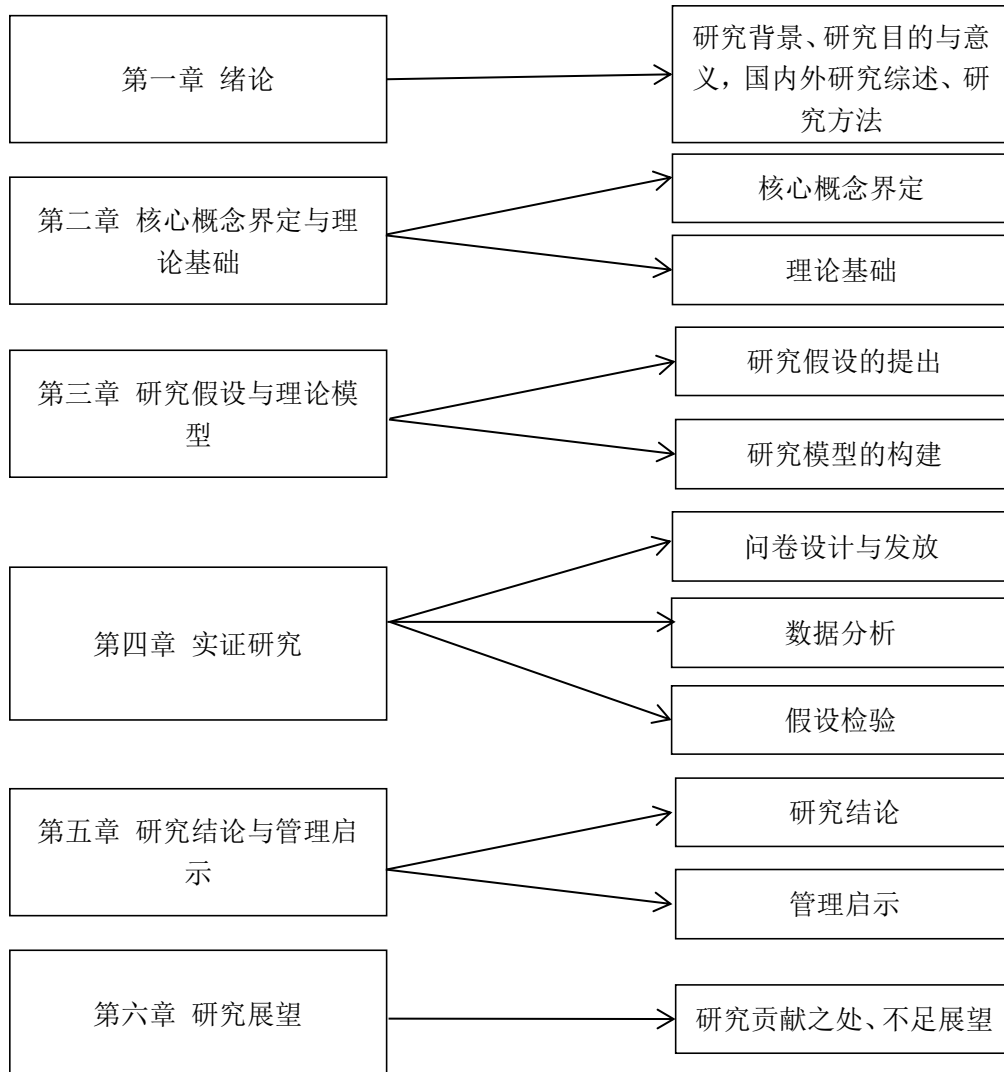 第一章 绪论
研究背景、研究目的与意
义，国内外研究综述、研
究方法
第二章 核心概念界定与理
论基础
核心概念界定
理论基础
第三章 研究假设与理论模
型
研究假设的提出
研究模型的构建
第四章 实证研究
问卷设计与发放
数据分析
假设检验
第五章 研究结论与管理启
示
研究结论
管理启示
第六章 研究展望
研究贡献之处、不足展望